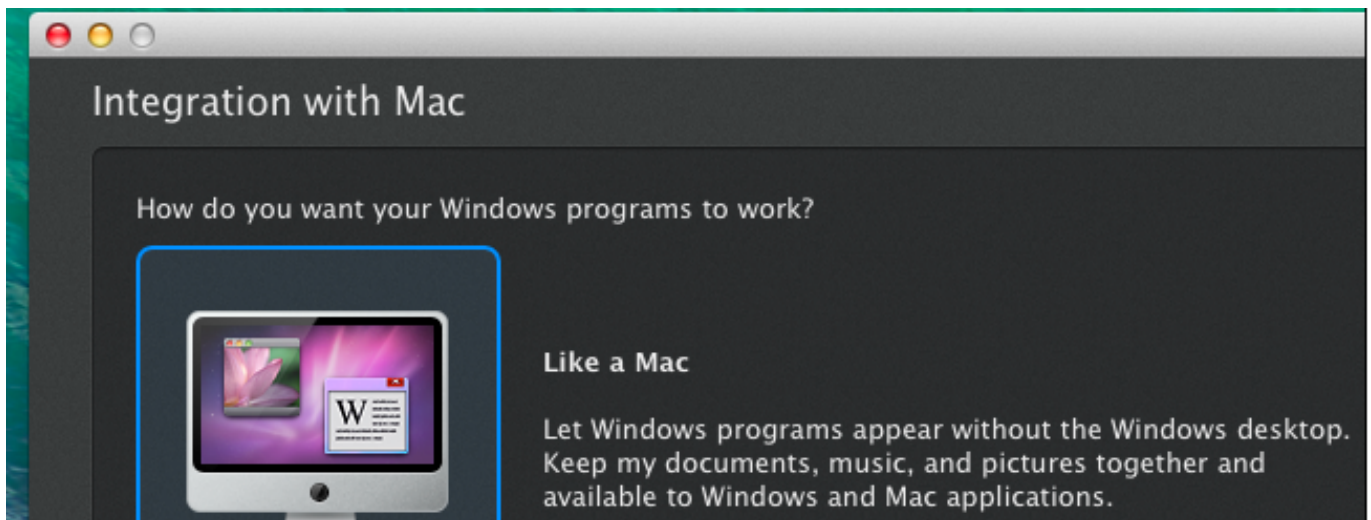 Integration with Mac
How do you want your Windows programs to work?
W
Like a Mac
Let Windows programs appear without the Windows desktop.
Keep my documents, music, and pictures together and
available to Windows and Mac applications.